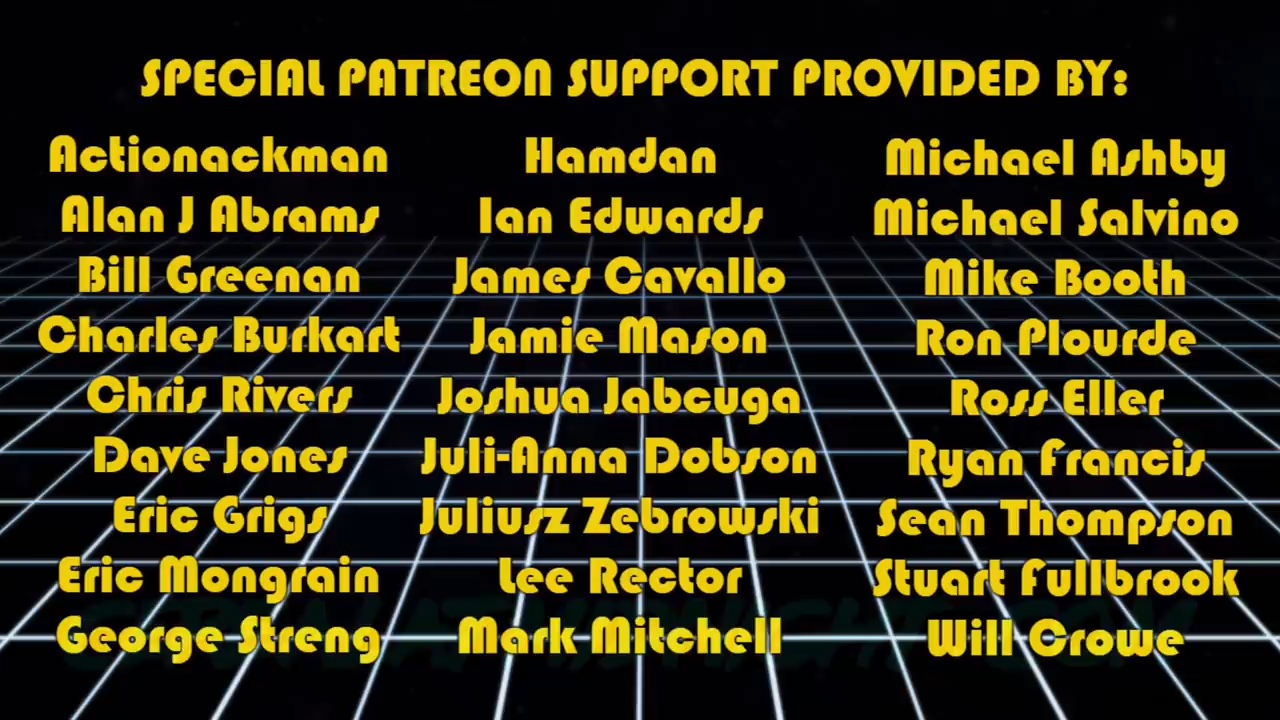 SPECIAL PATREON SUPPORT PROVIDED BY:
Actionackman
Alan J Abrams
Bill Greenan
Charles Burkart
Chris Rivers
Dave Jones
Eric Grigs
Eric Mongrain
George Streng
Hamdan
Ian Edwards
James Cavallo
Jamie Mason
Joshua Jabcuga
Juli-Anna Dobson
Juliusz Zebrowski
Lee Rector
Mark Mitchell
Michael Ashby
Michael Salvino
Mike Booth
Ron Plourde
Ross Eller
Ryan Francis
Sean Thompson
Stuart Fullbrook
Will Crowe